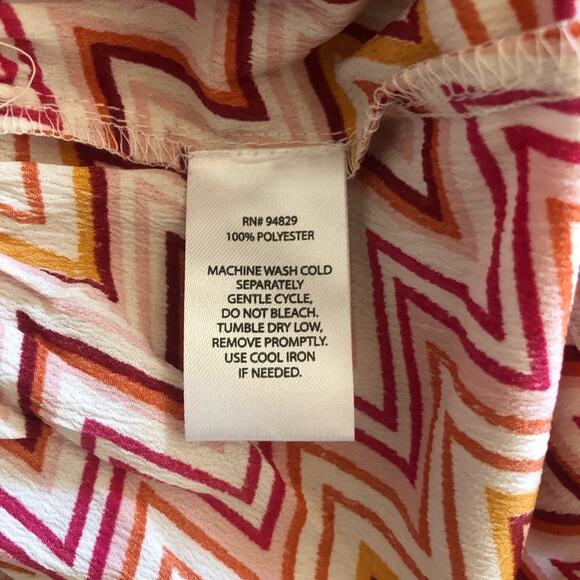 RN# 94829
100% POLYESTER
MACHINE WASH COLD
SEPARATELY
GENTLE CYCLE,
DO NOT BLEACH.
TUMBLE DRY LOW,
REMOVE PROMPTLY.
USE COOL IRON
IF NEEDED.